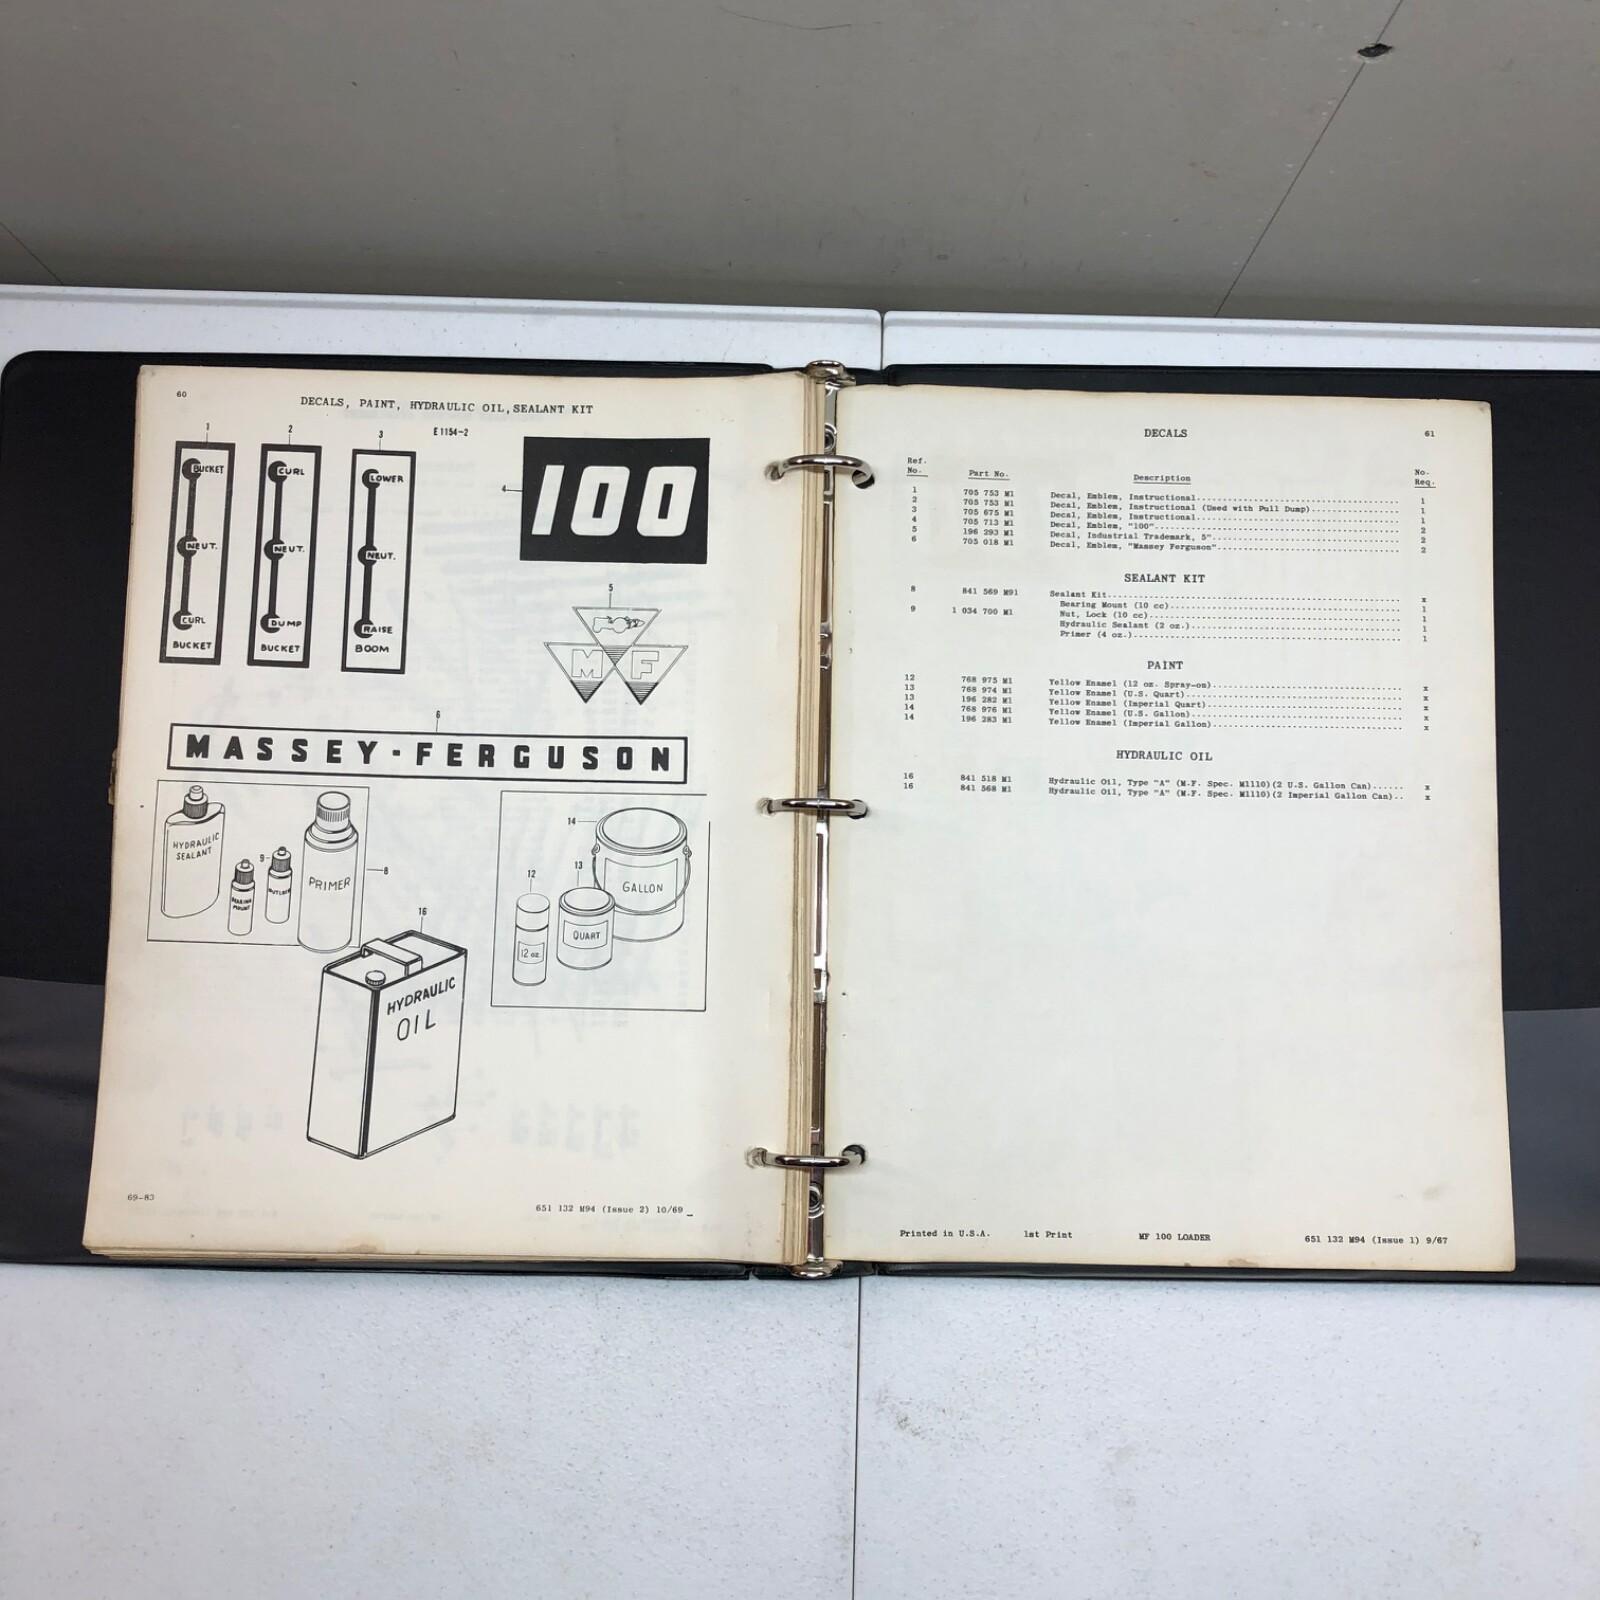 60
DECALS, PAINT, HYDRAULIC OIL, SEALANT KIT
E 1154-2
1
BUCKET
NEUT.
CURL
BUCKET
2
CURL
NEUT.
DUMP
BUCKET
3
LOWER
NEUT.
RAISE
BOOM
4
100
5
MF
6
MASSEY-FERGUSON
HYDRAULIC
SEALANT
BEARING
MOUNT
9
PRIMER
8
12
12 oz.
13
QUART
14
GALLON
16
HYDRAULIC
OIL
69-83
651 132 M94 (Issue 2) 10/69
DECALS 61
Ref. No. Part No. Description No. Req.
1 705 753 M1 Decal, Emblem, Instructional 1
2 705 753 M1 Decal, Emblem, Instructional (Used with Pull Dump) 1
3 705 675 M1 Decal, Emblem, Instructional 1
4 705 713 M1 Decal, Emblem, "100" 2
5 196 293 M1 Decal, Industrial Trademark, 5" 2
6 705 018 M1 Decal, Emblem, "Massey Ferguson" 2
SEALANT KIT
8 841 569 M91 Sealant Kit x
Bearing Mount (10 cc) 1
9 1 034 700 M1 Nut, Lock (10 cc) 1
Hydraulic Sealant (2 oz.) 1
Primer (4 oz.) 1
PAINT
12 768 975 M1 Yellow Enamel (12 oz. Spray-on) x
13 768 974 M1 Yellow Enamel (U.S. Quart) x
13 196 282 M1 Yellow Enamel (Imperial Quart) x
14 768 976 M1 Yellow Enamel (U.S. Gallon) x
14 196 283 M1 Yellow Enamel (Imperial Gallon) x
HYDRAULIC OIL
16 841 518 M1 Hydraulic Oil, Type "A" (M.F. Spec. M1110)(2 U.S. Gallon Can) x
16 841 568 M1 Hydraulic Oil, Type "A" (M.F. Spec. M1110)(2 Imperial Gallon Can) x
Printed in U.S.A. 1st Print MF 100 LOADER 651 132 M94 (Issue 1) 9/67